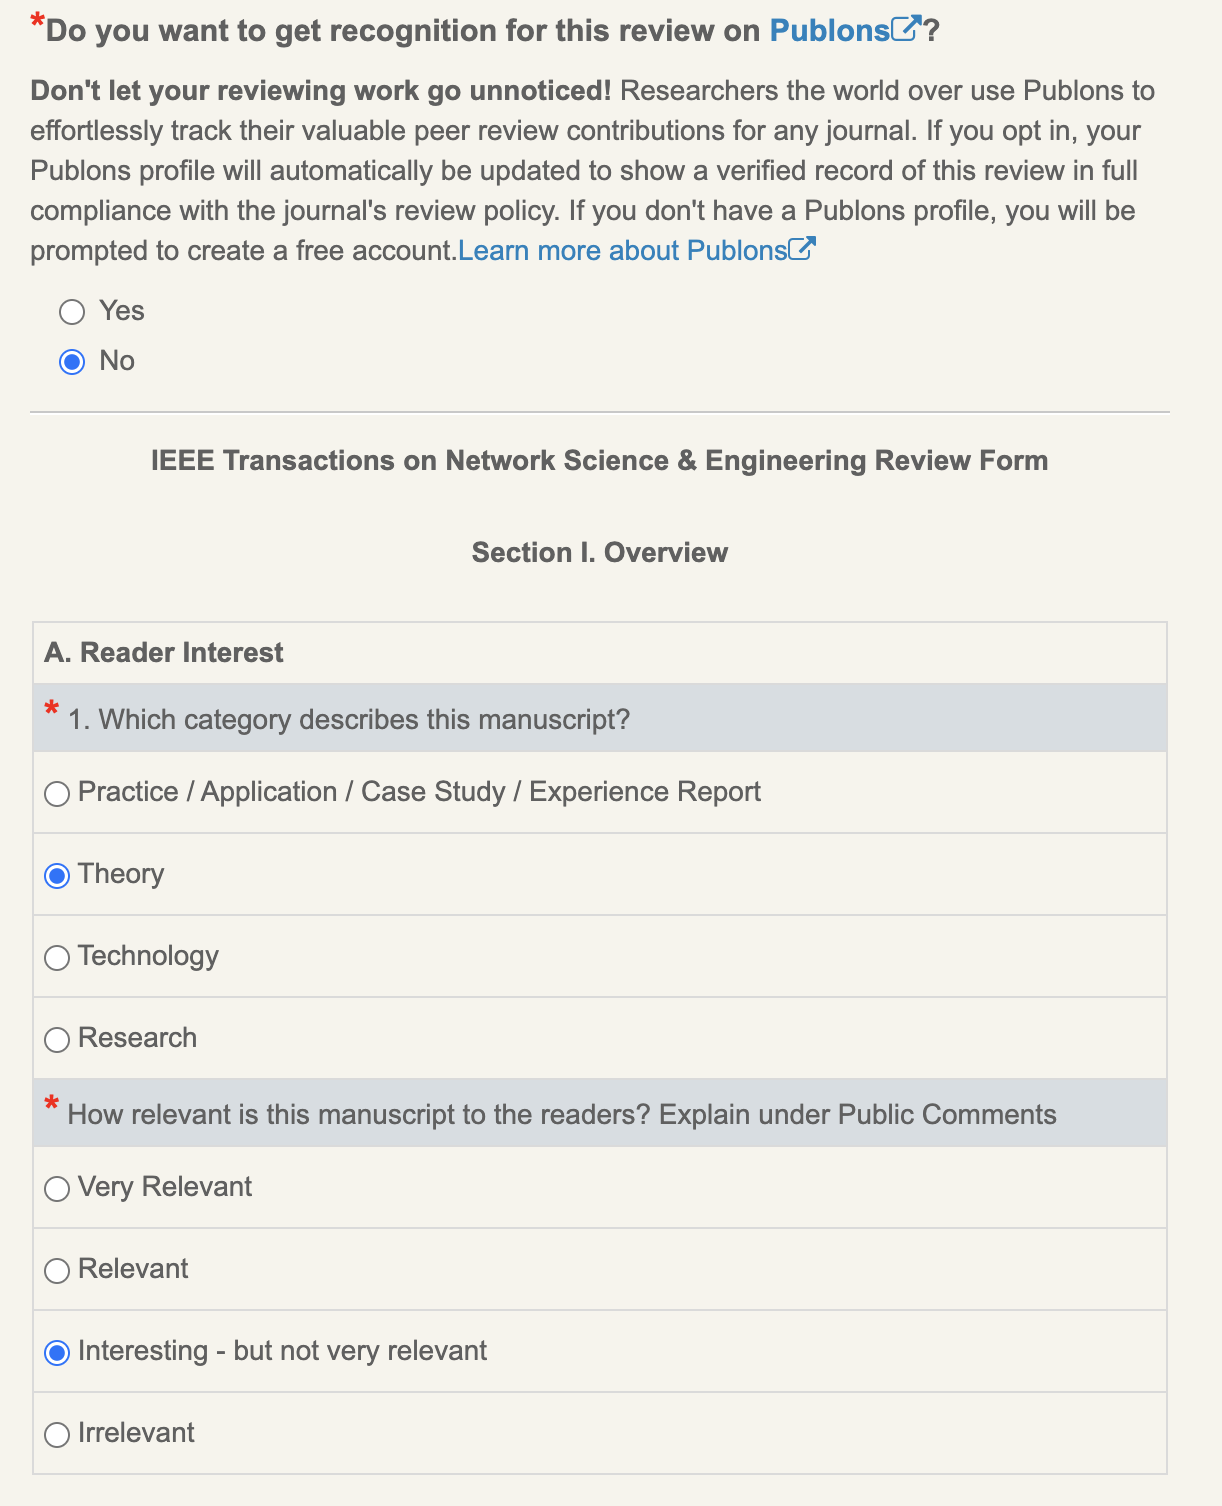 *Do you want to get recognition for this review on Publons?
Don't let your reviewing work go unnoticed! Researchers the world over use Publons to
effortlessly track their valuable peer review contributions for any journal. If you opt in, your
Publons profile will automatically be updated to show a verified record of this review in full
compliance with the journal's review policy. If you don't have a Publons profile, you will be
prompted to create a free account.Learn more about Publons
Yes
No
IEEE Transactions on Network Science & Engineering Review Form
Section I. Overview
A. Reader Interest
* 1. Which category describes this manuscript?
Practice / Application / Case Study / Experience Report
Theory
Technology
Research
* How relevant is this manuscript to the readers? Explain under Public Comments
Very Relevant
Relevant
Interesting - but not very relevant
Irrelevant